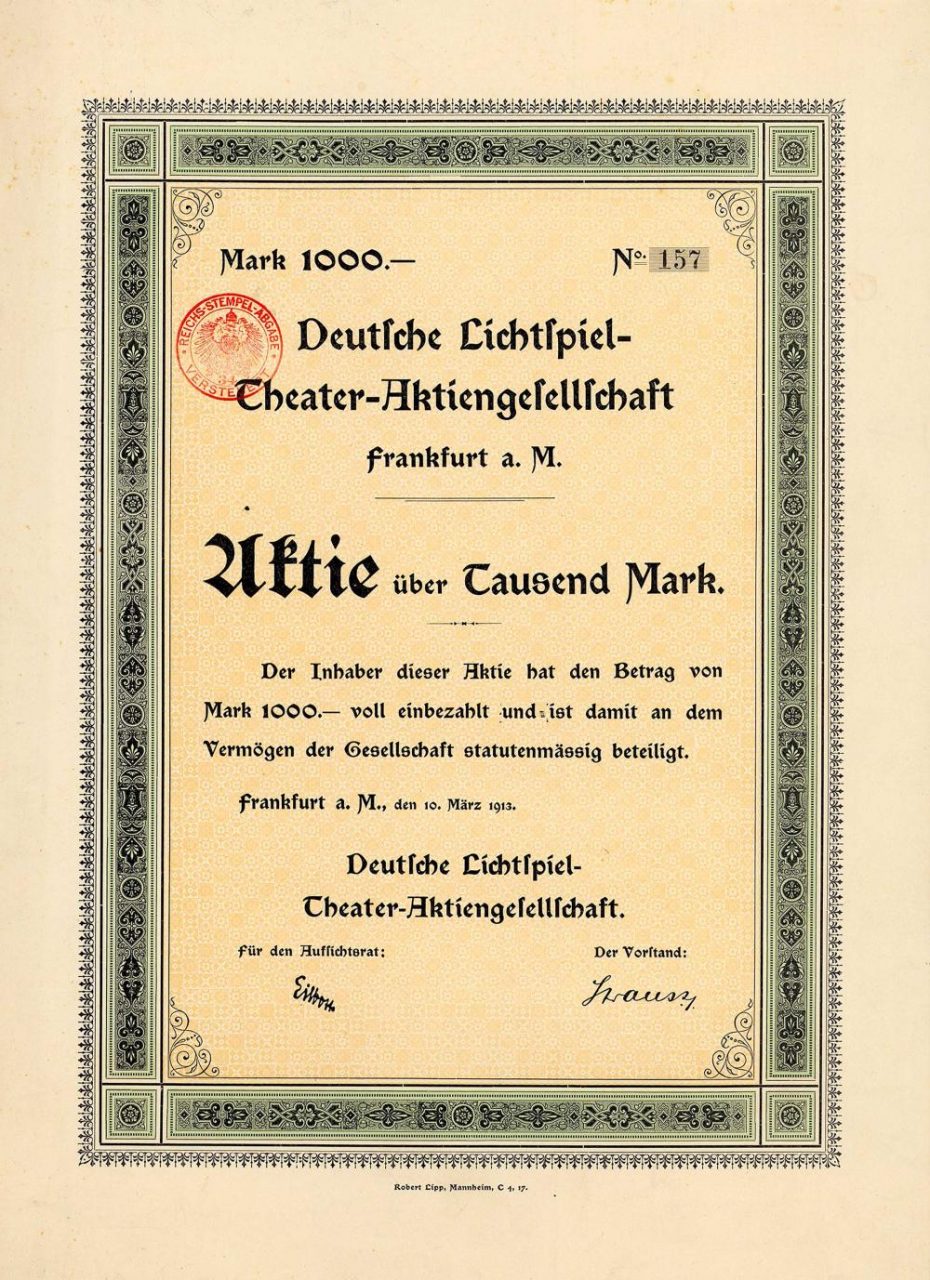 Mark 1000.— No. 157
REICHS-STEMPEL-ABGABE
VERSTEUERT
Deutſche Lichtſpiel-
Theater-Aktiengeſellſchaft
Frankfurt a. M.
Aktie über Tausend Mark.
Der Inhaber dieser Aktie hat den Betrag von
Mark 1000.— voll einbezahlt und ist damit an dem
Vermögen der Gesellschaft statutenmässig beteiligt.
Frankfurt a. M., den 10. März 1913.
Deutſche Lichtſpiel-
Theater-Aktiengeſellſchaft.
Für den Aufſichtsrat: Der Vorſtand:
Strauss
Robert Lipp, Mannheim, C 4, 17.